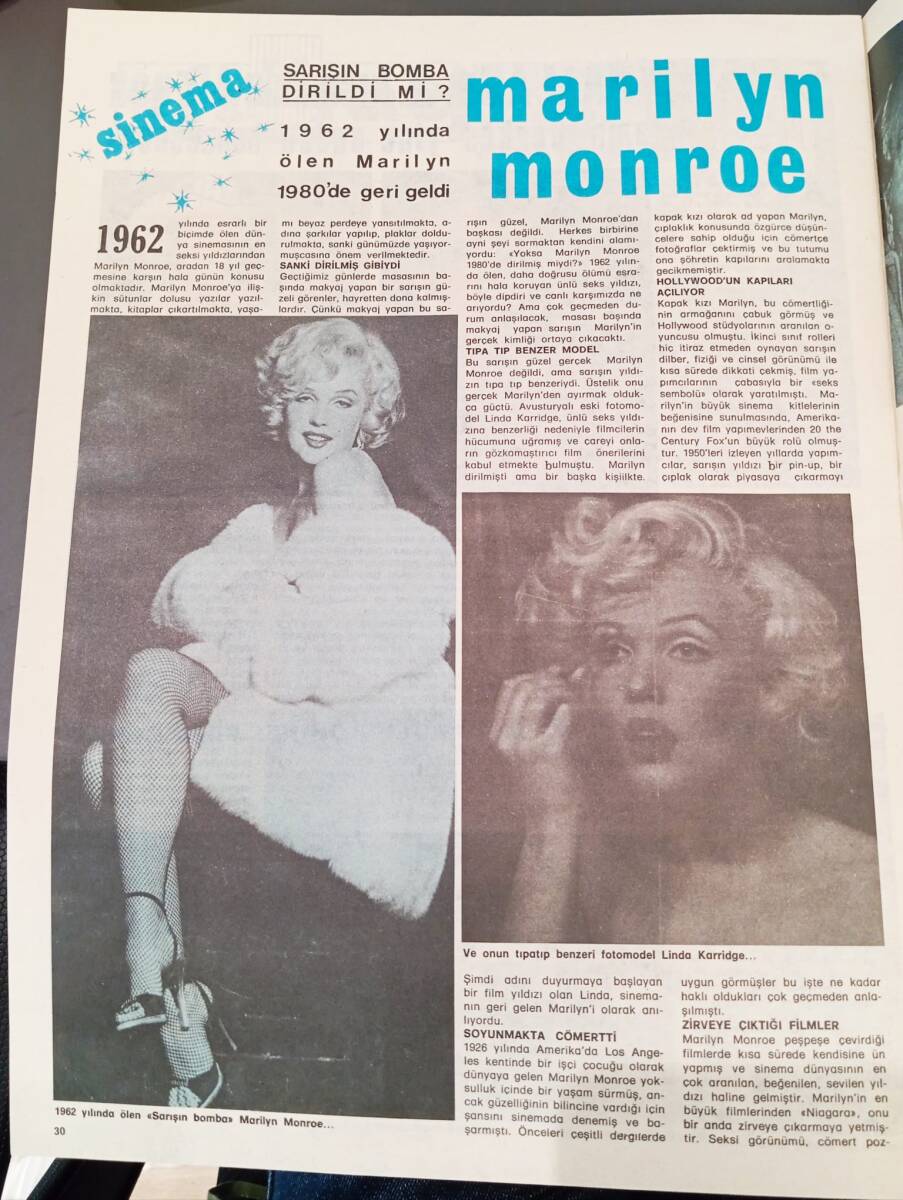 sinema
SARIŞIN BOMBA
DİRİLDİ Mİ ?
1962 yılında
ölen Marilyn
1980'de geri geldi
marilyn
monroe
1962 yılında esrarlı bir
biçimde ölen dün-
ya sinemasının en
seksi yıldızlarından
Marilyn Monroe, aradan 18 yıl geç-
mesine karşın hala günün konusu
olmaktadır. Marilyn Monroe'ya iliş-
kin sütunlar dolusu yazılar yazıl-
makta, kitaplar çıkartılmakta, yaşa-
mı beyaz perdeye yansıtılmakta, a-
dına şarkılar yapılıp, plaklar doldu-
rulmakta, sanki günümüzde yaşıyor-
muşcasına önem verilmektedir.
SANKİ DİRİLMİŞ GİBİYDİ
Geçtiğimiz günlerde masasının ba-
şında makyaj yapan bir sarışın gü-
zeli görenler, hayretten dona kalmış-
lardır. Çünkü makyaj yapan bu sa-
rışın güzel, Marilyn Monroe'dan
başkası değildi. Herkes birbirine
ayni şeyi sormaktan kendini alamı-
yordu: «Yoksa Marilyn Monroe
1980'de dirilmiş miydi?» 1962 yılın-
da ölen, daha doğrusu ölümü esra-
rını hala koruyan ünlü seks yıldızı,
böyle dipdiri ve canlı karşımızda ne
arıyordu? Ama çok geçmeden du-
rum anlaşılacak, masası başında
makyaj yapan sarışın Marilyn'in
gerçek kimliği ortaya çıkacaktı.
TIPA TIP BENZER MODEL
Bu sarışın güzel gerçek Marilyn
Monroe değildi, ama sarışın yıldı-
zın tıpa tıp benzeriydi. Üstelik onu
gerçek Marilyn'den ayırmak olduk-
ça güçtü. Avusturyalı eski fotomo-
del Linda Karridge, ünlü seks yıldı-
zına benzerliği nedeniyle filmcilerin
hücumuna uğramış ve careyi onla-
rın gözkamaştırıcı film önerilerini
kabul etmekte bulmuştu. Marilyn
dirilmişti ama bir başka kişilikte.
kapak kızı olarak ad yapan Marilyn,
çıplaklık konusunda özgürce düşün-
celere sahip olduğu için cömertçe
fotoğraflar çektirmiş ve bu tutumu
ona şöhretin kapılarını aralamakta
gecikmemiştir.
HOLLYWOOD'UN KAPILARI
AÇILIYOR
Kapak kızı Marilyn, bu cömertliği-
nin armağanını çabuk görmüş ve
Hollywood stüdyolarının aranılan o-
yuncusu olmuştu. İkinci sınıf rolleri
hiç itiraz etmeden oynayan sarışın
dilber, fiziği ve cinsel görünümü ile
kısa sürede dikkati çekmiş, film ya-
pımcılarının çabasıyla bir «seks
sembolü» olarak yaratılmıştı. Ma-
rilyn'in büyük sinema kitlelerinin
beğenisine sunulmasında, Amerika-
nın dev film yapımevlerinden 20 the
Century Fox'un büyük rolü olmuş-
tur. 1950'leri izleyen yıllarda yapım-
cılar, sarışın yıldızı bir pin-up, bir
çıplak olarak piyasaya çıkarmayı
Ve onun tıpatıp benzeri fotomodel Linda Karridge...
Şimdi adını duyurmaya başlayan
bir film yıldızı olan Linda, sinema-
nın geri gelen Marilyn'i olarak anı-
lıyordu.
SOYUNMAKTA CÖMERTTİ
1926 yılında Amerika'da Los Ange-
les kentinde bir işci çocuğu olarak
dünyaya gelen Marilyn Monroe yok-
sulluk içinde bir yaşam sürmüş, an-
cak güzelliğinin bilincine vardığı için
şansını sinemada denemiş ve ba-
şarmıştı. Önceleri çeşitli dergilerde
uygun görmüşler bu işte ne kadar
haklı oldukları çok geçmeden anla-
şılmıştı.
ZİRVEYE ÇIKTIĞI FİLMLER
Marilyn Monroe peşpeşe çevirdiği
filmlerde kısa sürede kendisine ün
yapmış ve sinema dünyasının en
çok aranılan, beğenilen, sevilen yıl-
dızı haline gelmiştir. Marilyn'in en
büyük filmlerinden «Niagara», onu
bir anda zirveye çıkarmaya yetmiş-
tir. Seksi görünümü, cömert poz-
1962 yılında ölen «Sarışın bomba» Marilyn Monroe...
30